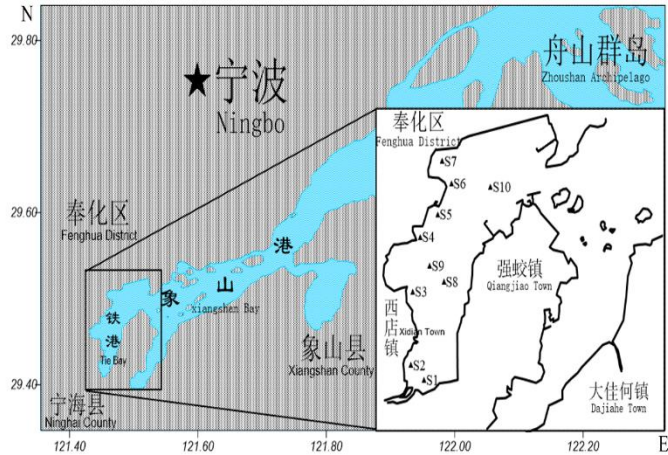 N
29.80
29.60
29.40
121.40
121.60
121.80
122.00
122.20
E
舟山群岛
Zhoushan Archipelago
宁波
Ningbo
奉化区
Fenghua District
港
山
象
xiangshan Bay
铁
港
Tie Bay
象山县
Xiangshan County
宁海县
Ninghai County
奉化区
Fenghua District
S7
S6
S10
S5
S4
S9
S8
S3
S2
S1
强蛟镇
Qiangjiao Town
西
店
镇
Xidian Town
大佳何镇
Dajiahe Town